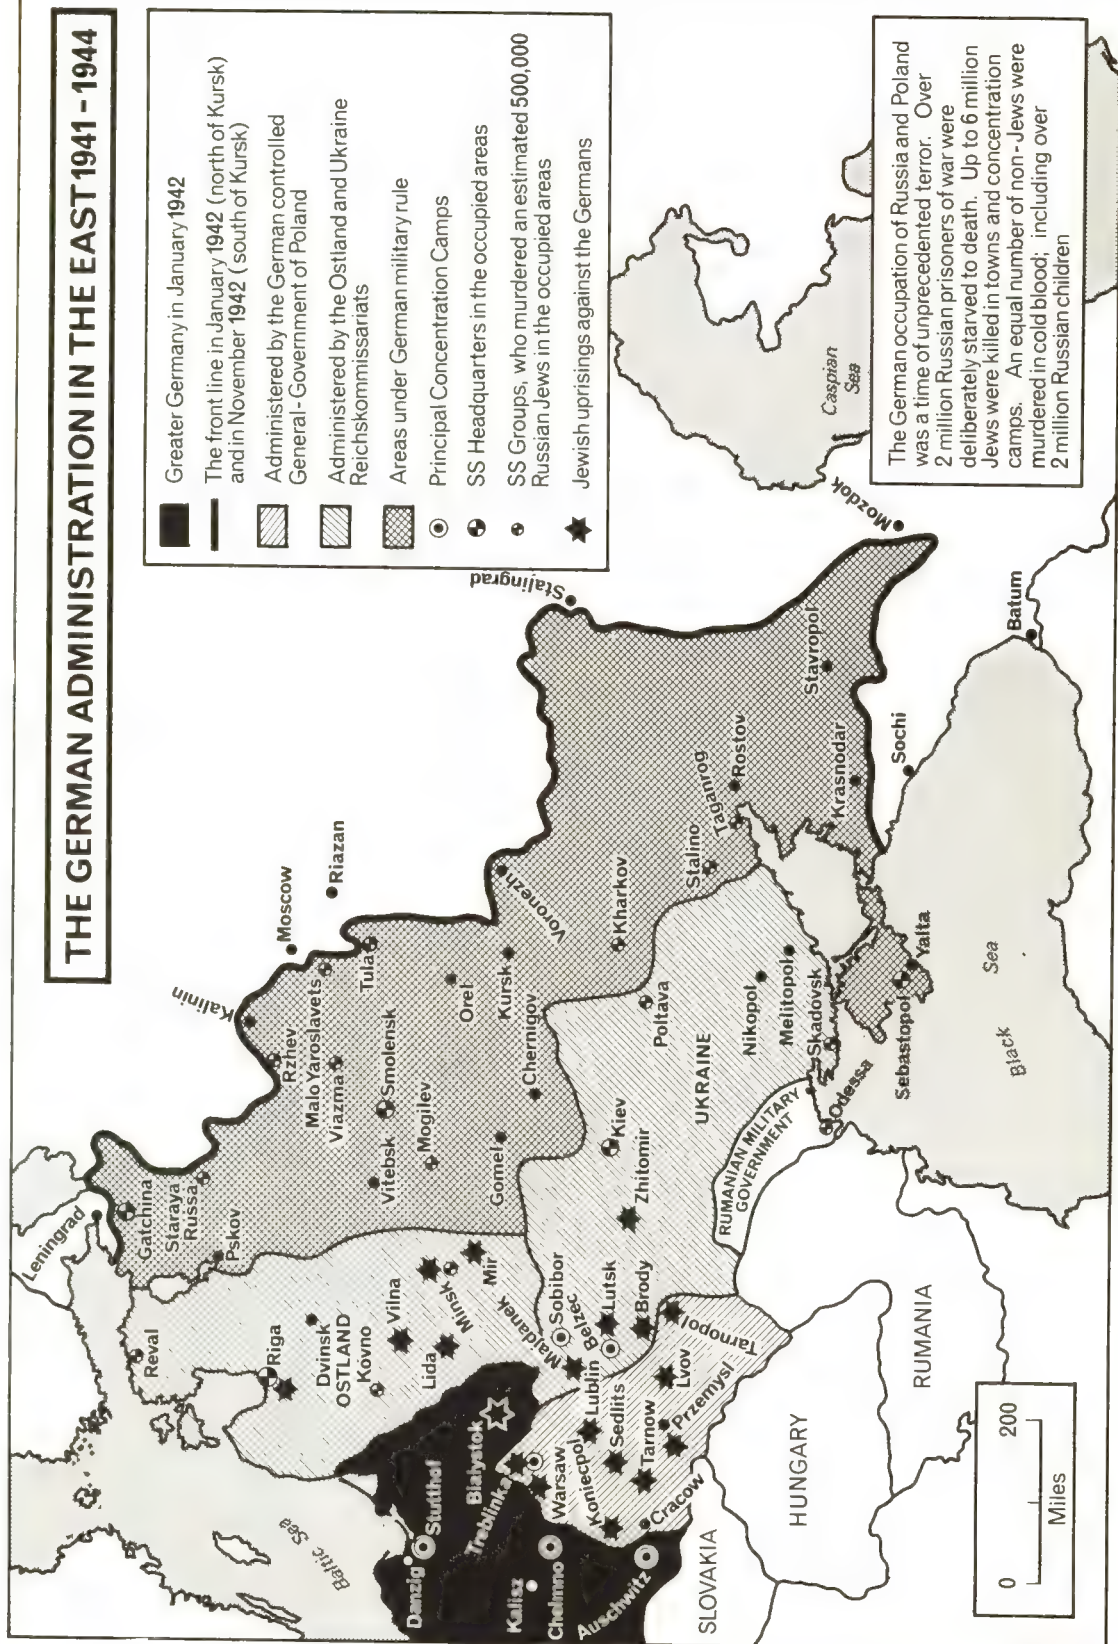 THE GERMAN ADMINISTRATION IN THE EAST 1941-1944
Greater Germany in January 1942
The front line in January 1942 (north of Kursk)
and in November 1942 (south of Kursk)
Administered by the German controlled
General-Government of Poland
Administered by the Ostland and Ukraine
Reichskommissariats
Areas under German military rule
Principal Concentration Camps
SS Headquarters in the occupied areas
SS Groups, who murdered an estimated 500,000
Russian Jews in the occupied areas
Jewish uprisings against the Germans
Leningrad
Gatchina
Staraya
Russa
Pskov
Reval
Riga
Dvinsk
OSTLAND
Kovno
Vilna
Lida
Minsk
Mir
Kalinin
Moscow
Riazan
Rzhev
Malo Yaroslavets
Viazma
Tula
Vitebsk
Smolensk
Mogilev
Orel
Kursk
Voronezh
Gomel
Chernigov
Kharkov
Stalingrad
Baltic Sea
Danzig
Stutthof
Bialystok
Treblinka
Warsaw
Kalisz
Chelmno
Auschwitz
Koniecpol
Sedlits
Lublin
Majdanek
Sobibor
Belzec
Lutsk
Brody
Tarnopol
Lvov
Przemysl
Tarnow
Cracow
Kiev
Zhitomir
Poltava
UKRAINE
Nikopol
Melitopol
Skadovsk
Odessa
RUMANIAN MILITARY
GOVERNMENT
Stalino
Taganrog
Rostov
Stavropol
Krasnodar
Mozdok
Sebastopol
Yalta
Sochi
Batum
Black Sea
Caspian
Sea
SLOVAKIA
HUNGARY
RUMANIA
0 200
Miles
The German occupation of Russia and Poland
was a time of unprecedented terror. Over
2 million Russian prisoners of war were
deliberately starved to death. Up to 6 million
Jews were killed in towns and concentration
camps. An equal number of non-Jews were
murdered in cold blood; including over
2 million Russian children